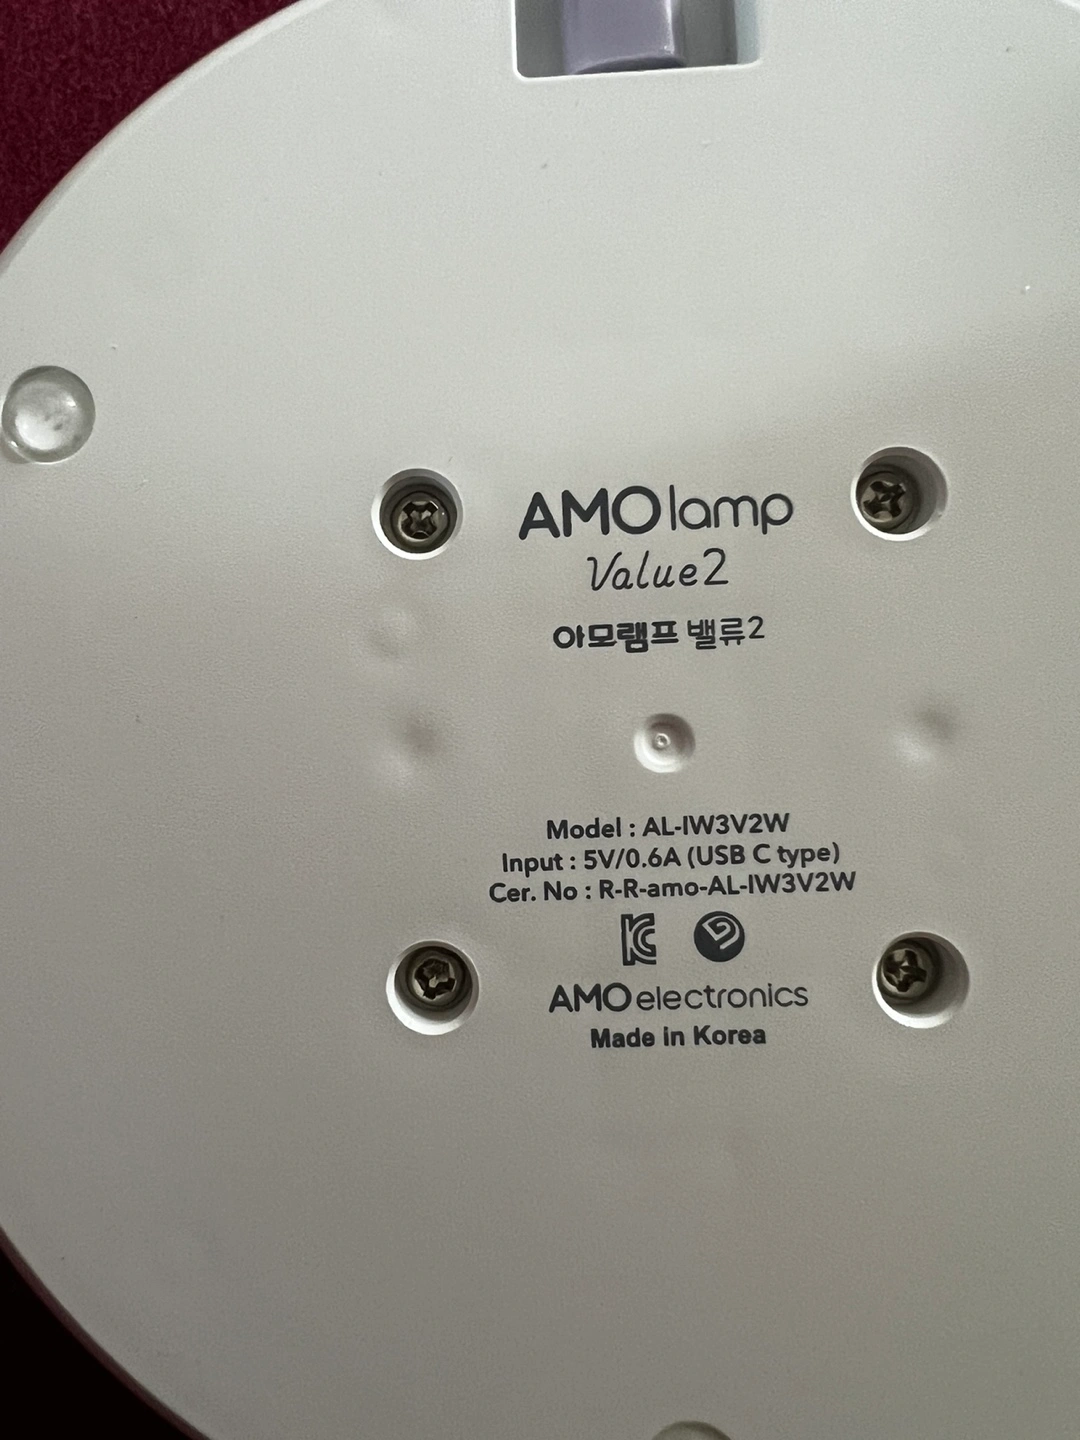 AMOlamp
Value2
아모램프 밸류2
Model : AL-IW3V2W
Input : 5V/0.6A (USB C type)
Cer. No : R-R-amo-AL-IW3V2W
KC
AMOelectronics
Made in Korea